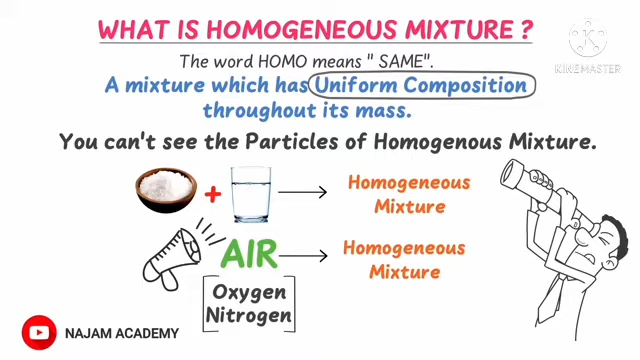 WHAT IS HOMOGENEOUS MIXTURE ?
KINEMASTER
The word HOMO means " SAME".
A mixture which has Uniform Composition
throughout its mass.
You can't see the Particles of Homogenous Mixture.
+
Homogeneous
Mixture
AIR
Homogeneous
Mixture
Oxygen
Nitrogen
NAJAM ACADEMY